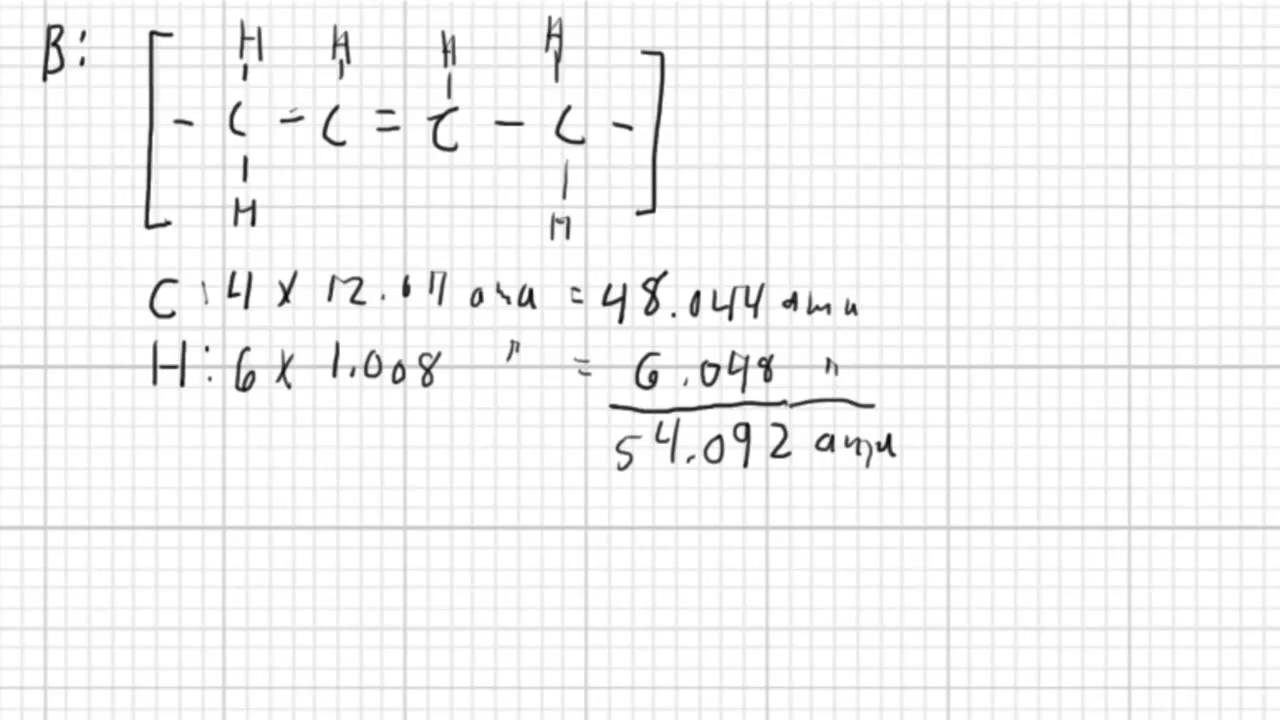 B:
H H H H
- C - C = C - C -
H H
C: 4 x 12.011 amu = 48.044 amu
H: 6 x 1.008 " = 6.048 "
54.092 amu